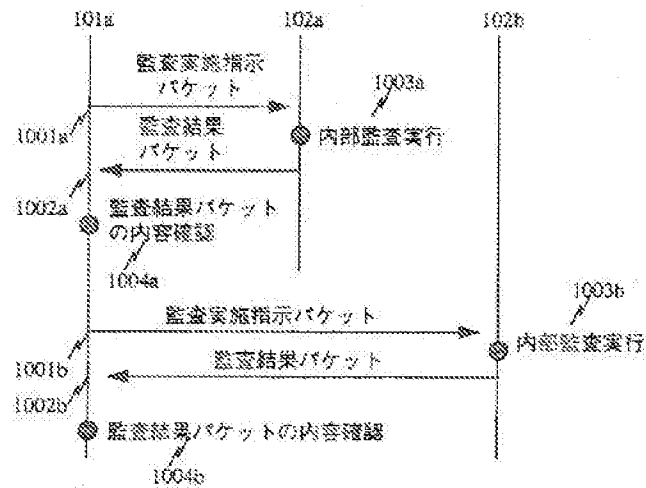 101a
102a
102b
監査実施指示
パケット
1003a
1001a
監査結果
パケット
内部監査実行
1002a
監査結果パケット
の内容確認
1004a
監査実施指示パケット
1003b
内部監査実行
1001b
監査結果パケット
1002b
監査結果パケットの内容確認
1004b